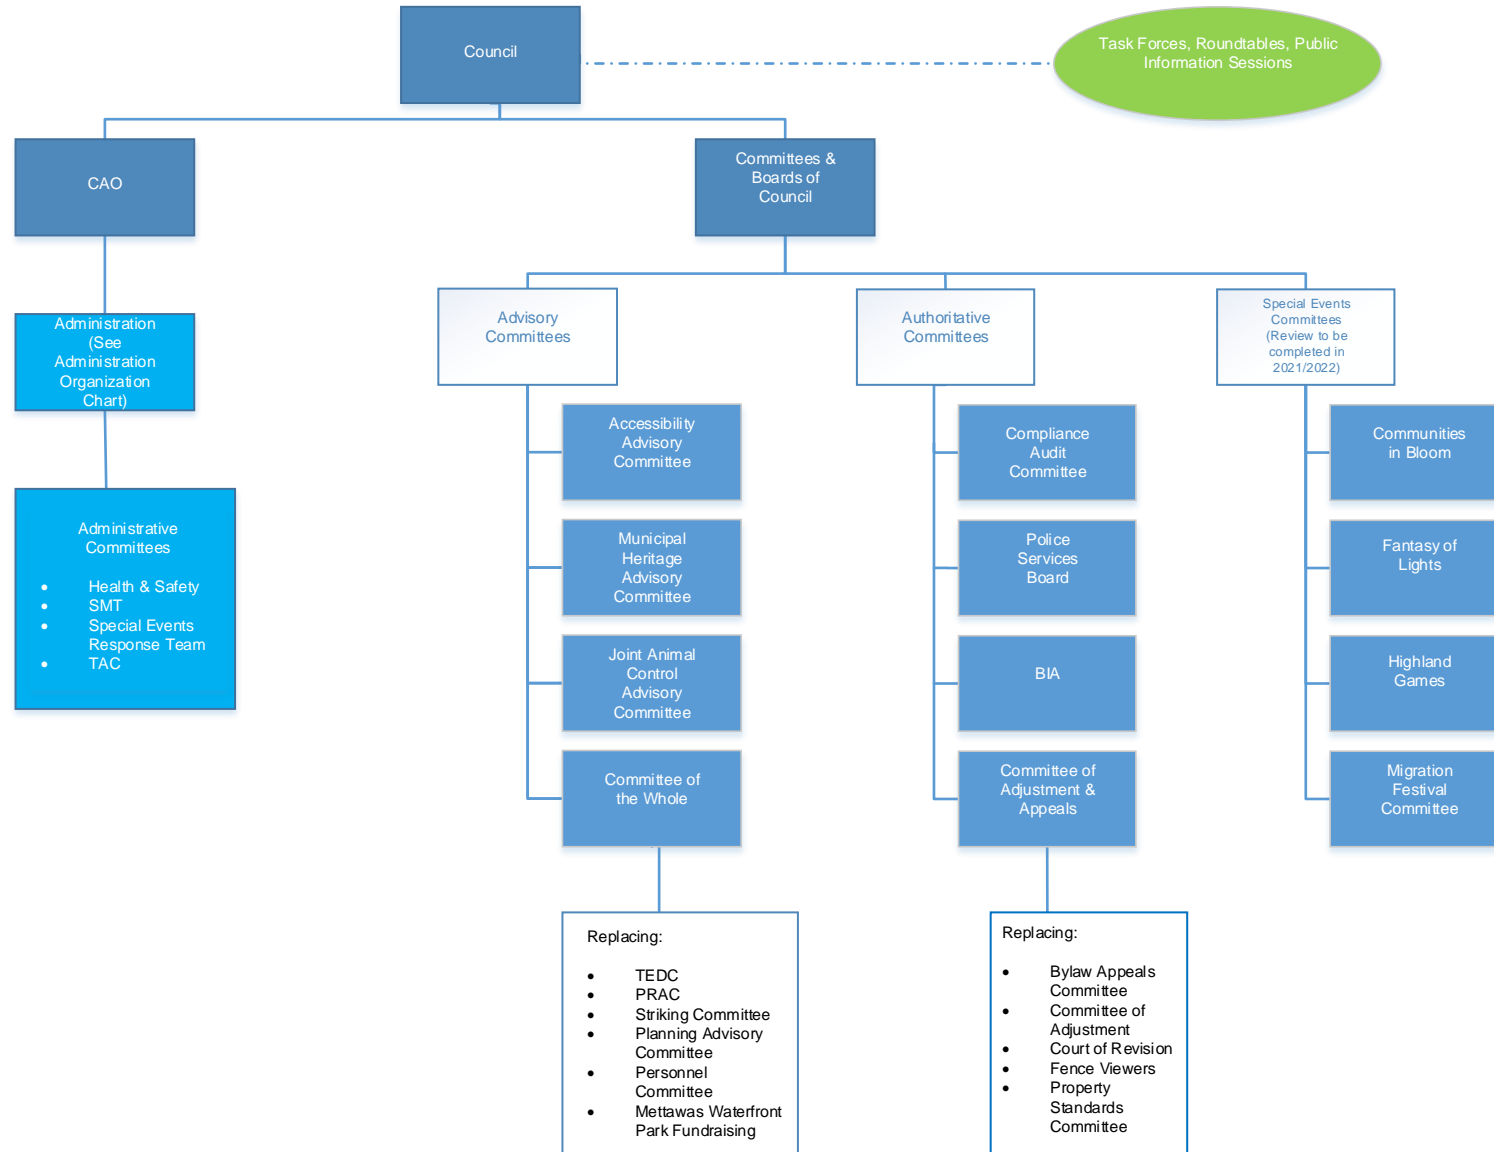 Council
Task Forces, Roundtables, Public
Information Sessions
CAO
Committees &
Boards of
Council
Administration
(See
Administration
Organization
Chart)
Administrative
Committees
• Health & Safety
• SMT
• Special Events
Response Team
• TAC
Advisory
Committees
Accessibility
Advisory
Committee
Municipal
Heritage
Advisory
Committee
Joint Animal
Control
Advisory
Committee
Committee of
the Whole
Replacing:
• TEDC
• PRAC
• Striking Committee
• Planning Advisory
Committee
• Personnel
Committee
• Mettawas Waterfront
Park Fundraising
Authoritative
Committees
Compliance
Audit
Committee
Police
Services
Board
BIA
Committee of
Adjustment &
Appeals
Replacing:
• Bylaw Appeals
Committee
• Committee of
Adjustment
• Court of Revision
• Fence Viewers
• Property
Standards
Committee
Special Events
Committees
(Review to be
completed in
2021/2022)
Communities
in Bloom
Fantasy of
Lights
Highland
Games
Migration
Festival
Committee